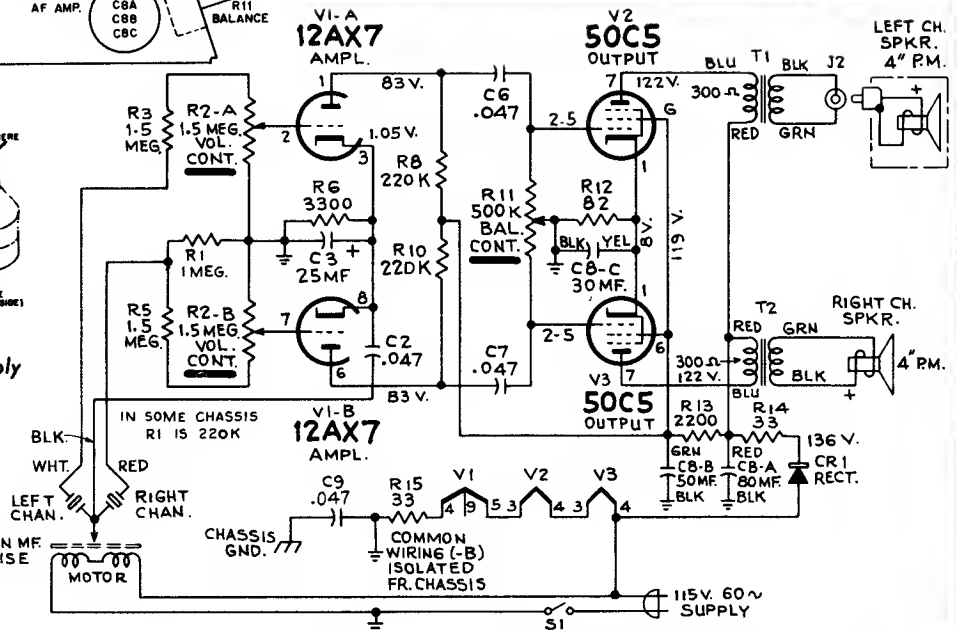 AF AMP.
C8A
C8B
C8C
R11
BALANCE
V1-A
12AX7
AMPL.
V2
50C5
OUTPUT
LEFT CH.
SPKR.
4" P.M.
R3
1.5
MEG.
R2-A
1.5 MEG.
VOL.
CONT.
1
2
3
83 V.
1.05 V.
C6
.047
2-5
7
122 V.
6
1
BLU
T1
BLK
J2
300 Ω
RED
GRN
+
R8
220 K
R6
3300
C3
25MF
+
R11
500 K
BAL.
CONT.
R12
82
BLK
YEL
C8-C
30 MF.
8 V.
119 V.
R1
1 MEG.
R10
22DK
R5
1.5
MEG.
R2-B
1.5 MEG
VOL.
CONT.
7
8
6
C2
.047
83 V.
C7
.047
2-5
1
6
7
V3
50C5
OUTPUT
T2
RED
GRN
300 Ω
122 V.
BLU
BLK
+
RIGHT CH.
SPKR.
4" P.M.
V1-B
12AX7
AMPL.
IN SOME CHASSIS
R1 IS 220K
R13
2200
R14
33
136 V.
CR1
RECT.
GRN
C8-B
50 MF.
BLK
RED
C8-A
80 MF.
BLK
BLK
WHT.
RED
LEFT
CHAN.
RIGHT
CHAN.
MOTOR
C9
.047
R15
33
V1
V2
V3
4
9
5
3
4
3
4
CHASSIS
GND.
COMMON
WIRING (-B)
ISOLATED
FR. CHASSIS
S1
115 V. 60 ~
SUPPLY